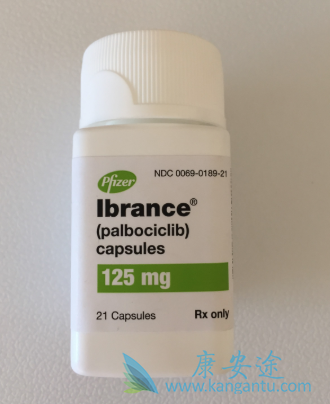 Pfizer
NDC 0069-0189-21
Ibrance®
(palbociclib)
capsules
125 mg
21 Capsules
Rx only
康安途
www.kangantu.com